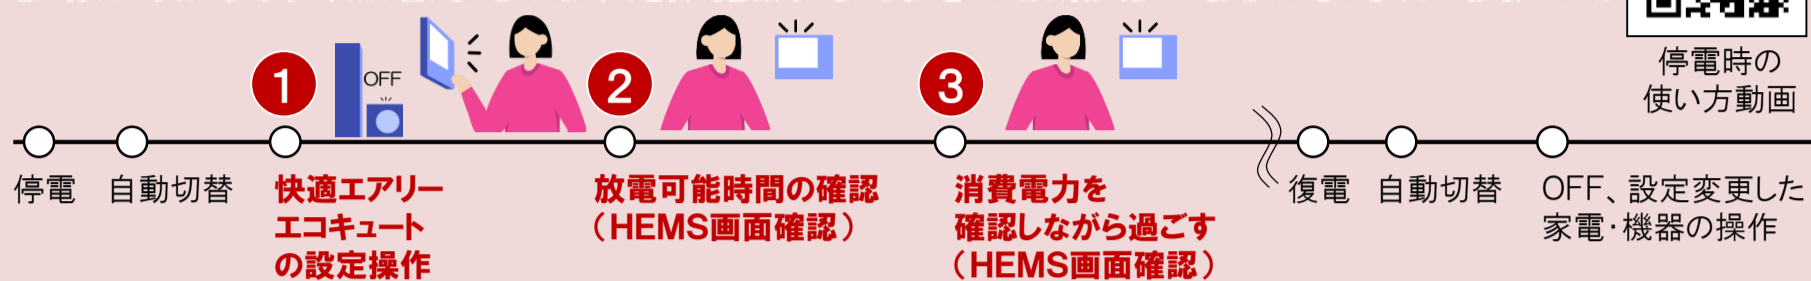 停電時の
使い方動画
1
OFF
2
3
停電
自動切替
快適エアリー
エコキュート
の設定操作
放電可能時間の確認
（HEMS画面確認）
消費電力を
確認しながら過ごす
（HEMS画面確認）
復電
自動切替
OFF、設定変更した
家電・機器の操作